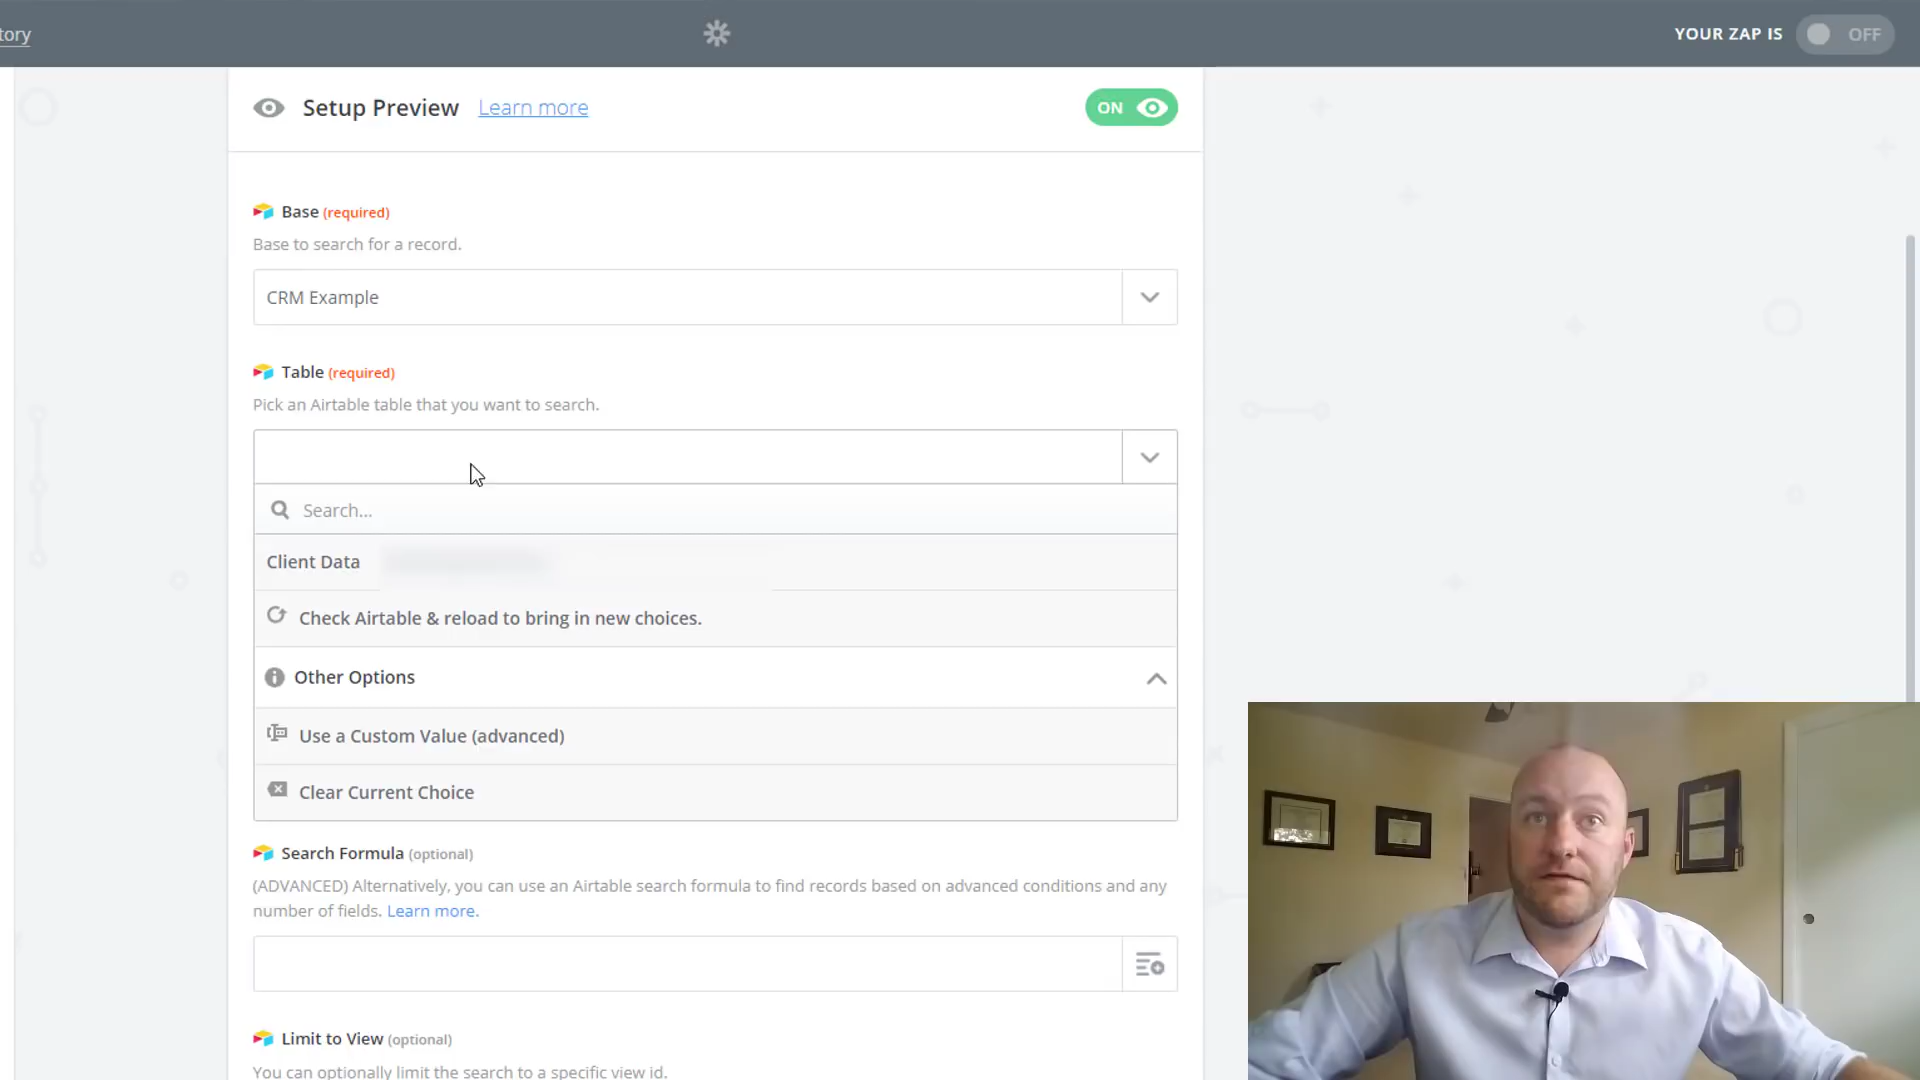 tory
YOUR ZAP IS OFF
Setup Preview Learn more ON
Base (required)
Base to search for a record.
CRM Example
Table (required)
Pick an Airtable table that you want to search.
Search...
Client Data
Check Airtable & reload to bring in new choices.
Other Options
Use a Custom Value (advanced)
Clear Current Choice
Search Formula (optional)
(ADVANCED) Alternatively, you can use an Airtable search formula to find records based on advanced conditions and any
number of fields. Learn more.
Limit to View (optional)
You can optionally limit the search to a specific view id.